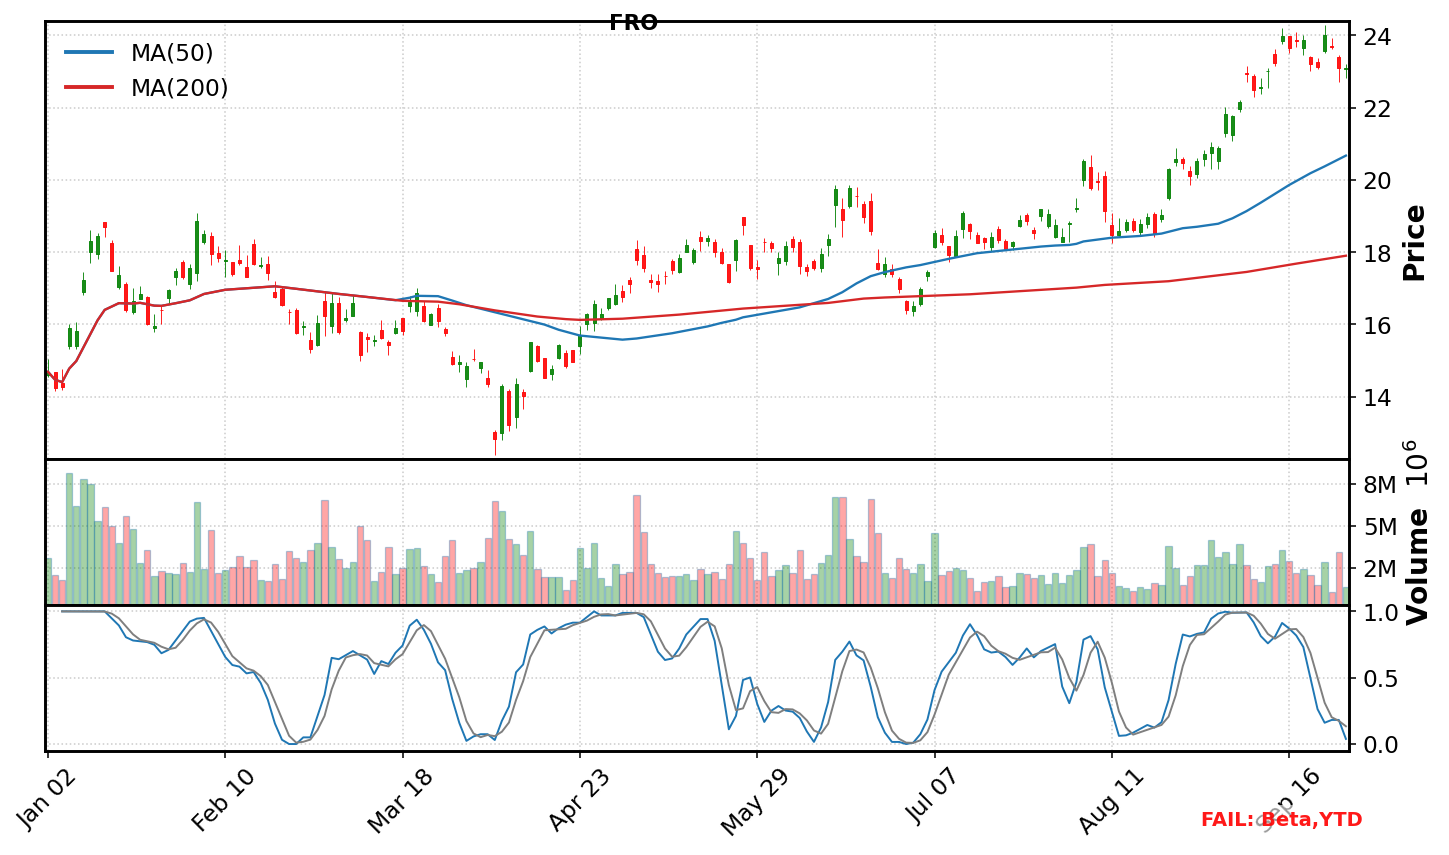 FRO
MA(50)
MA(200)
24
22
20
18
16
14
Price
10^6
8M
5M
2M
Volume
1.0
0.5
0.0
Jan 02
Feb 10
Mar 18
Apr 23
May 29
Jul 07
Aug 11
Sep 16
FAIL: Beta,YTD